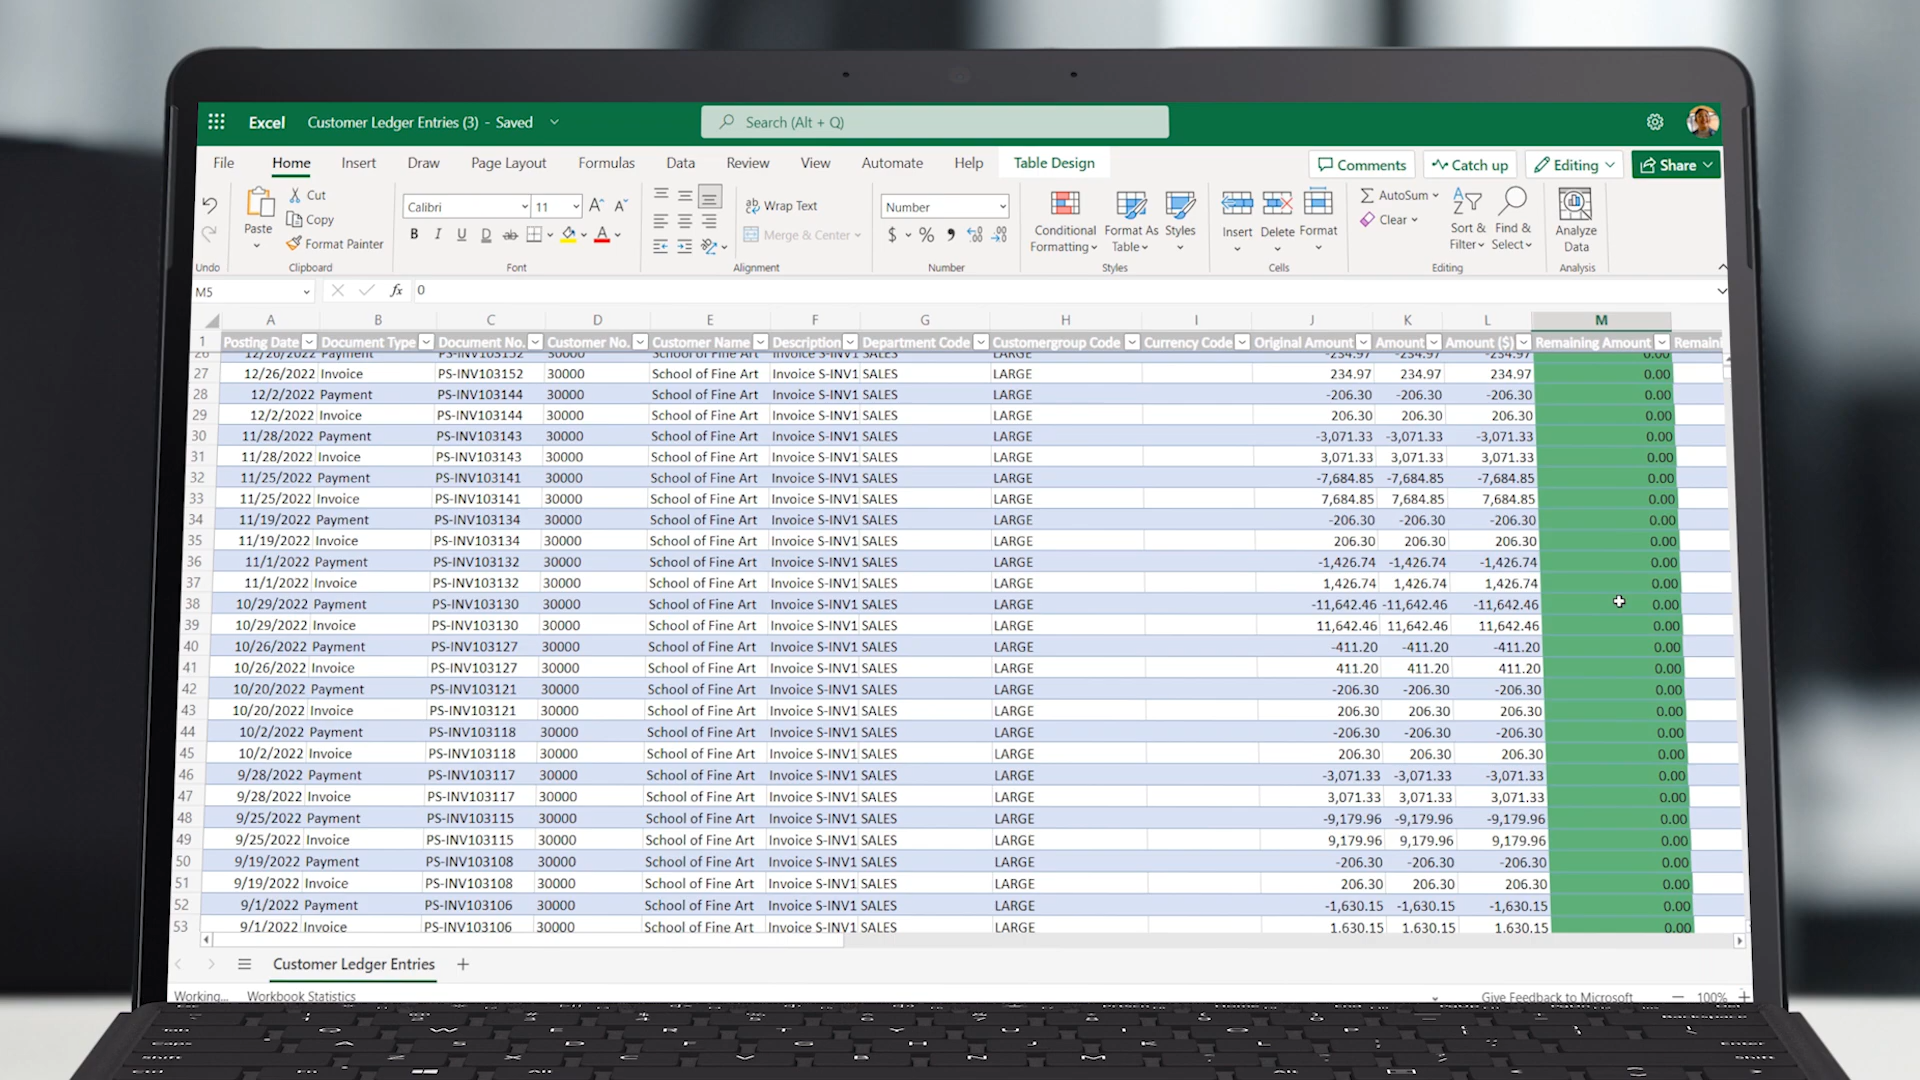 Excel Customer Ledger Entries (3) - Saved Search (Alt + Q)
File Home Insert Draw Page Layout Formulas Data Review View Automate Help Table Design Comments Catch up Editing Share
Cut AutoSum
Calibri 11 Wrap Text Number
Copy Clear
Paste Conditional Format As Styles Insert Delete Format Sort & Find & Analyze
Format Painter B I U D ab A Merge & Center $ % Formatting Table Filter Select Data
Undo Clipboard Font Alignment Number Styles Cells Editing Analysis
M5 fx 0
A B C D E F G H I J K L M
1 Posting Date Document Type Document No. Customer No. Customer Name Description Department Code Customergroup Code Currency Code Original Amount Amount Amount ($) Remaining Amount Remaini
26 12/26/2022 Payment PS-INV103152 30000 School of Fine Art Invoice S-INV1 SALES LARGE -234.97 -234.97 -234.97 0.00
27 12/26/2022 Invoice PS-INV103152 30000 School of Fine Art Invoice S-INV1 SALES LARGE 234.97 234.97 234.97 0.00
28 12/2/2022 Payment PS-INV103144 30000 School of Fine Art Invoice S-INV1 SALES LARGE -206.30 -206.30 -206.30 0.00
29 12/2/2022 Invoice PS-INV103144 30000 School of Fine Art Invoice S-INV1 SALES LARGE 206.30 206.30 206.30 0.00
30 11/28/2022 Payment PS-INV103143 30000 School of Fine Art Invoice S-INV1 SALES LARGE -3,071.33 -3,071.33 -3,071.33 0.00
31 11/28/2022 Invoice PS-INV103143 30000 School of Fine Art Invoice S-INV1 SALES LARGE 3,071.33 3,071.33 3,071.33 0.00
32 11/25/2022 Payment PS-INV103141 30000 School of Fine Art Invoice S-INV1 SALES LARGE -7,684.85 -7,684.85 -7,684.85 0.00
33 11/25/2022 Invoice PS-INV103141 30000 School of Fine Art Invoice S-INV1 SALES LARGE 7,684.85 7,684.85 7,684.85 0.00
34 11/19/2022 Payment PS-INV103134 30000 School of Fine Art Invoice S-INV1 SALES LARGE -206.30 -206.30 -206.30 0.00
35 11/19/2022 Invoice PS-INV103134 30000 School of Fine Art Invoice S-INV1 SALES LARGE 206.30 206.30 206.30 0.00
36 11/1/2022 Payment PS-INV103132 30000 School of Fine Art Invoice S-INV1 SALES LARGE -1,426.74 -1,426.74 -1,426.74 0.00
37 11/1/2022 Invoice PS-INV103132 30000 School of Fine Art Invoice S-INV1 SALES LARGE 1,426.74 1,426.74 1,426.74 0.00
38 10/29/2022 Payment PS-INV103130 30000 School of Fine Art Invoice S-INV1 SALES LARGE -11,642.46 -11,642.46 -11,642.46 0.00
39 10/29/2022 Invoice PS-INV103130 30000 School of Fine Art Invoice S-INV1 SALES LARGE 11,642.46 11,642.46 11,642.46 0.00
40 10/26/2022 Payment PS-INV103127 30000 School of Fine Art Invoice S-INV1 SALES LARGE -411.20 -411.20 -411.20 0.00
41 10/26/2022 Invoice PS-INV103127 30000 School of Fine Art Invoice S-INV1 SALES LARGE 411.20 411.20 411.20 0.00
42 10/20/2022 Payment PS-INV103121 30000 School of Fine Art Invoice S-INV1 SALES LARGE -206.30 -206.30 -206.30 0.00
43 10/20/2022 Invoice PS-INV103121 30000 School of Fine Art Invoice S-INV1 SALES LARGE 206.30 206.30 206.30 0.00
44 10/2/2022 Payment PS-INV103118 30000 School of Fine Art Invoice S-INV1 SALES LARGE -206.30 -206.30 -206.30 0.00
45 10/2/2022 Invoice PS-INV103118 30000 School of Fine Art Invoice S-INV1 SALES LARGE 206.30 206.30 206.30 0.00
46 9/28/2022 Payment PS-INV103117 30000 School of Fine Art Invoice S-INV1 SALES LARGE -3,071.33 -3,071.33 -3,071.33 0.00
47 9/28/2022 Invoice PS-INV103117 30000 School of Fine Art Invoice S-INV1 SALES LARGE 3,071.33 3,071.33 3,071.33 0.00
48 9/25/2022 Payment PS-INV103115 30000 School of Fine Art Invoice S-INV1 SALES LARGE -9,179.96 -9,179.96 -9,179.96 0.00
49 9/25/2022 Invoice PS-INV103115 30000 School of Fine Art Invoice S-INV1 SALES LARGE 9,179.96 9,179.96 9,179.96 0.00
50 9/19/2022 Payment PS-INV103108 30000 School of Fine Art Invoice S-INV1 SALES LARGE -206.30 -206.30 -206.30 0.00
51 9/19/2022 Invoice PS-INV103108 30000 School of Fine Art Invoice S-INV1 SALES LARGE 206.30 206.30 206.30 0.00
52 9/1/2022 Payment PS-INV103106 30000 School of Fine Art Invoice S-INV1 SALES LARGE -1,630.15 -1,630.15 -1,630.15 0.00
53 9/1/2022 Invoice PS-INV103106 30000 School of Fine Art Invoice S-INV1 SALES LARGE 1,630.15 1,630.15 1,630.15 0.00
Customer Ledger Entries +
Working... Workbook Statistics Give Feedback to Microsoft 100%
Backspace
Tab Q W E R T Y U I O P
Caps A S D F G H J K L Enter
Shift Z X C V B N M Shift
Ctrl Fn Alt Alt